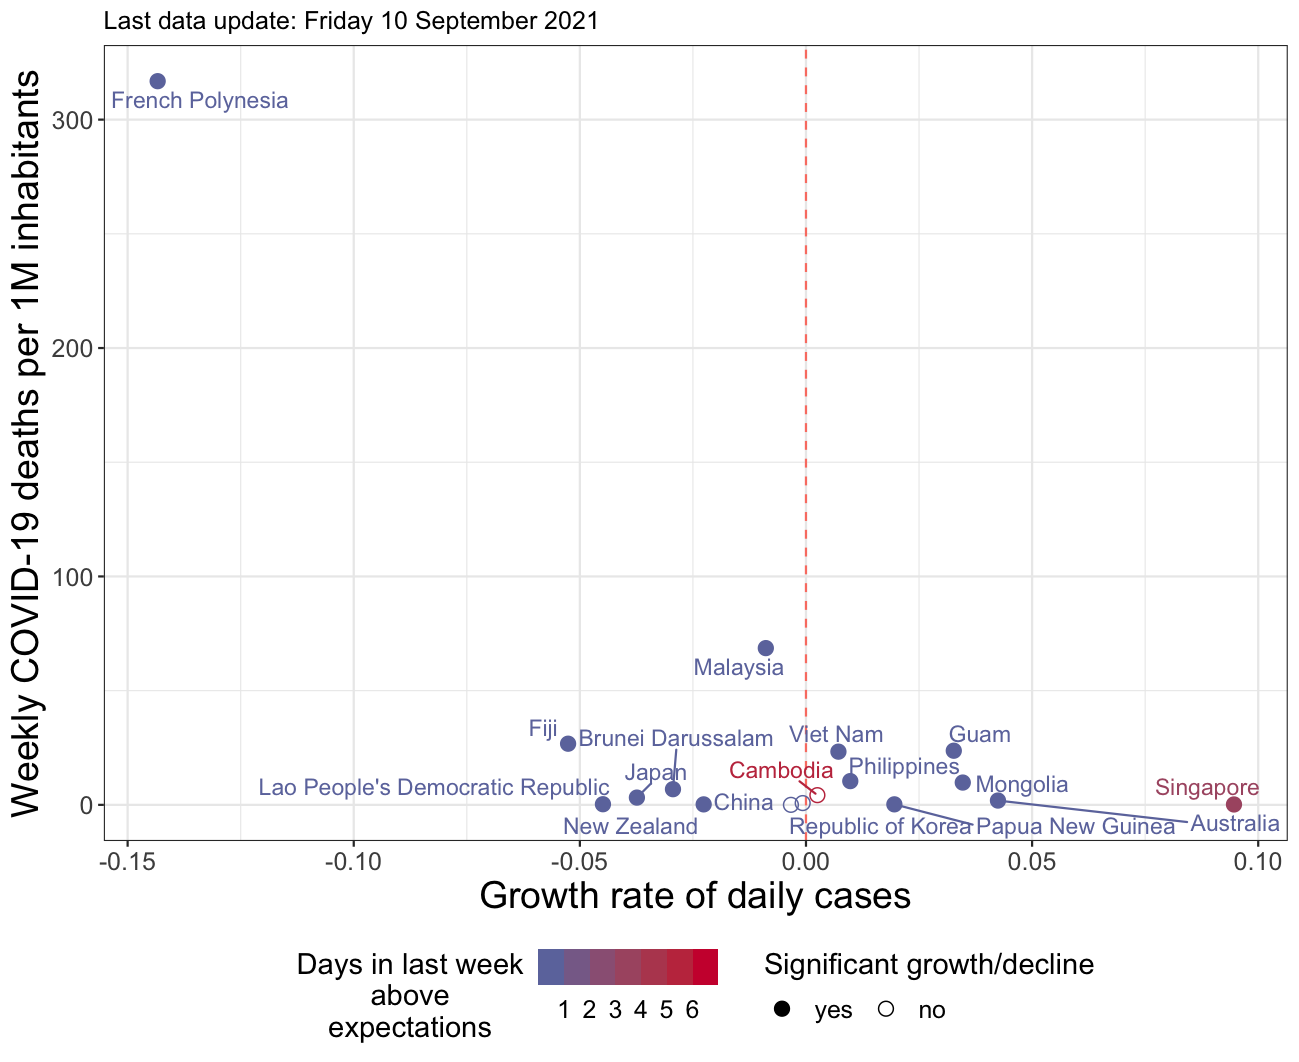 Last data update: Friday 10 September 2021
Weekly COVID-19 deaths per 1M inhabitants
300
200
100
0
French Polynesia
Malaysia
Fiji
Brunei Darussalam
Viet Nam
Guam
Japan
Cambodia
Philippines
Lao People's Democratic Republic
China
Mongolia
Singapore
New Zealand
Republic of Korea
Papua New Guinea
Australia
-0.15
-0.10
-0.05
0.00
0.05
0.10
Growth rate of daily cases
Days in last week
above
expectations
1 2 3 4 5 6
Significant growth/decline
yes
no